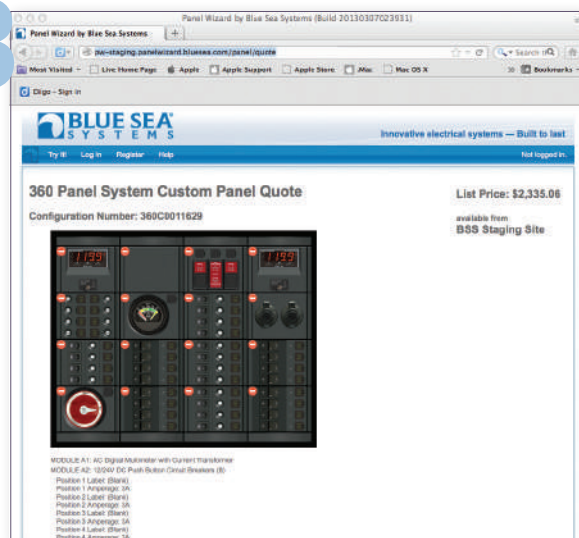 Panel Wizard by Blue Sea Systems (Build 20130307023931)
Panel Wizard by Blue Sea Systems
pw-staging.panelwizard.bluesea.com/panel/quote
Search
Most Visited Live Home Page Apple Apple Support Apple Store .Mac Mac OS X Bookmarks
Diigo - Sign in
BLUE SEA
SYSTEMS
Innovative electrical systems — Built to last
Try It! Log In Register Help Not logged in.
360 Panel System Custom Panel Quote
List Price: $2,335.06
Configuration Number: 360C0011629
available from
BSS Staging Site
MODULE A1: AC Digital Multimeter with Current Transformer
MODULE A2: 12/24V DC Push Button Circuit Breakers (8)
Position 1 Label: (Blank)
Position 1 Amperage: 5A
Position 2 Label: (Blank)
Position 2 Amperage: 5A
Position 3 Label: (Blank)
Position 3 Amperage: 5A
Position 4 Label: (Blank)
Position 4 Amperage: